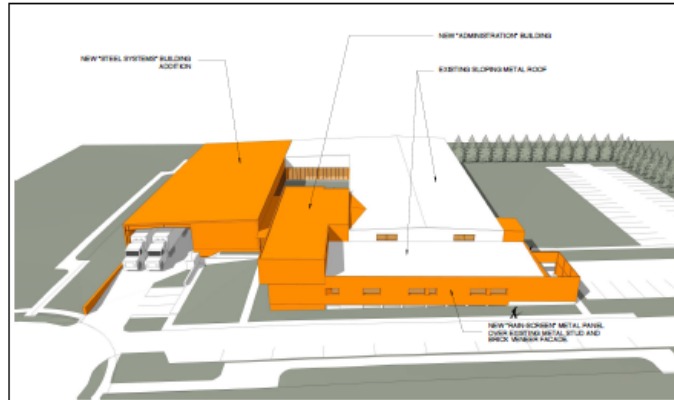 NEW "ADMINISTRATION" BUILDING
NEW "STEEL SYSTEMS" BUILDING
ADDITION
EXISTING SLOPING METAL ROOF
NEW "RAIN-SCREEN" METAL PANEL
OVER EXISTING METAL STUD AND
BRICK VENEER FACADE.